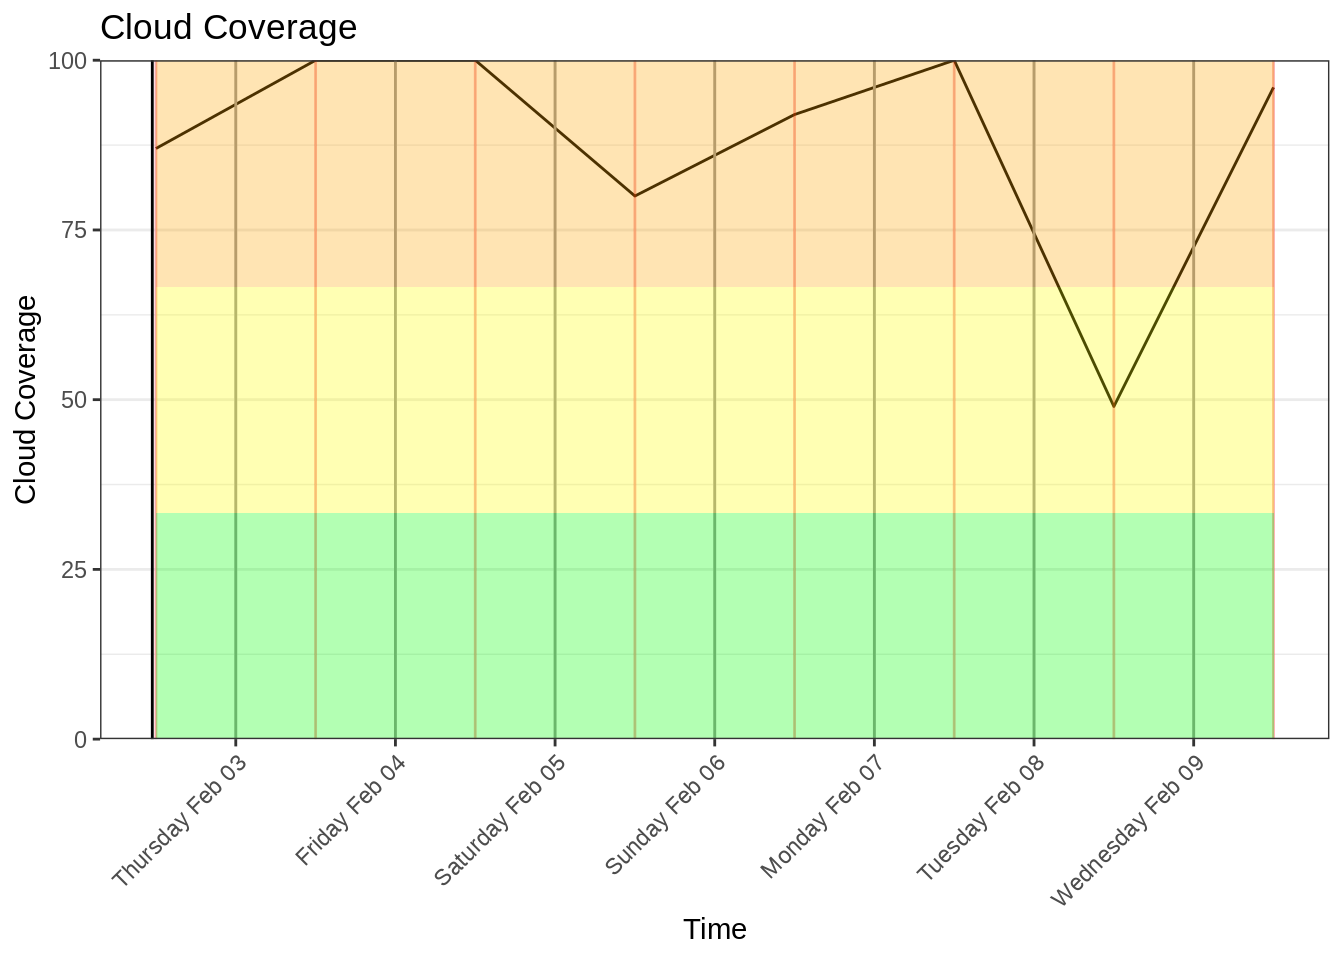 Cloud Coverage
Cloud Coverage
100
75
50
25
0
Thursday Feb 03
Friday Feb 04
Saturday Feb 05
Sunday Feb 06
Monday Feb 07
Tuesday Feb 08
Wednesday Feb 09
Time